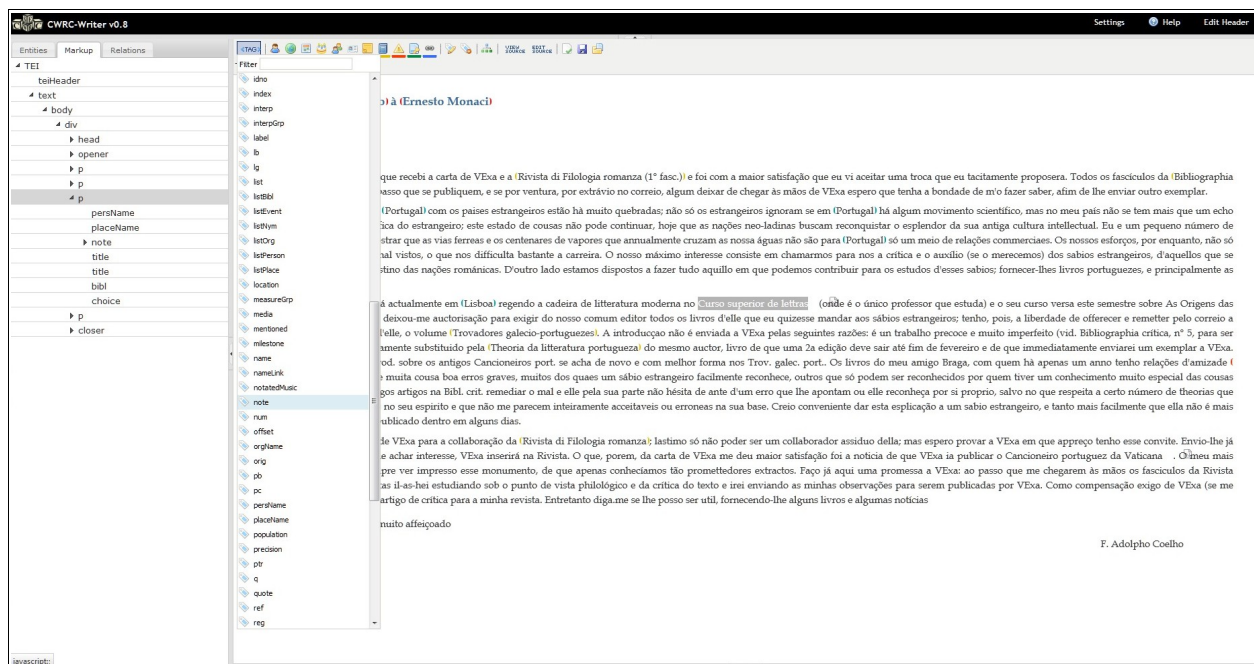 CWRC-Writer v0.8
Settings Help Edit Header
Entities Markup Relations
<TAG>
VIEW SOURCE EDIT SOURCE
TEI
teiHeader
text
body
div
head
opener
p
p
p
persName
placeName
note
title
title
bibl
choice
p
closer
Filter
idno
index
interp
interpGrp
label
lb
lg
list
listBibl
listEvent
listNym
listOrg
listPerson
listPlace
location
measureGrp
media
mentioned
milestone
name
nameLink
notatedMusic
note
num
offset
orgName
orig
pb
pc
persName
placeName
population
precision
ptr
q
quote
ref
reg
o) à (Ernesto Monaci)
que recebi a carta de VExa e a (Rivista di Filologia romanza (1° fasc.)) e foi com a maior satisfação que eu vi aceitar uma troca que eu tacitamente proposera. Todos os fascículos da (Bibliographia
passo que se publiquem, e se por ventura, por extrávio no correio, algum deixar de chegar às mãos de VExa espero que tenha a bondade de m'o fazer saber, afim de lhe enviar outro exemplar.
(Portugal) com os paises estrangeiros estão hà muito quebradas; não só os estrangeiros ignoram se em (Portugal) há algum movimento scientífico, mas no meu país não se tem mais que um echo
fica do estrangeiro; este estado de cousas não pode continuar, hoje que as nações neo-ladinas buscam reconquistar o esplendor da sua antiga cultura intellectual. Eu e um pequeno número de
strar que as vias ferreas e os centenares de vapores que annualmente cruzam as nossa águas não são para (Portugal) só um meio de relações commerciaes. Os nossos esforços, por enquanto, não só
nal vistos, o que nos difficulta bastante a carreira. O nosso máximo interesse consiste em chamarmos para nos a crítica e o auxílio (se o merecemos) dos sabios estrangeiros, d'aquellos que se
stino das nações românicas. D'outro lado estamos dispostos a fazer tudo aquillo em que podemos contribuir para os estudos d'esses sabios; fornecer-lhes livros portuguezes, e principalmente as
á actualmente em (Lisboa) regendo a cadeira de litteratura moderna no Curso superior de lettras (onde é o único professor que estuda) e o seu curso versa este semestre sobre As Origens das
deixou-me auctorisação para exigir do nosso comum editor todos os livros d'elle que eu quizesse mandar aos sábios estrangeiros; tenho, pois, a liberdade de offerecer e remetter pelo correio a
l'elle, o volume (Trovadores galecio-portuguezes). A introducçao não é enviada a VExa pelas seguintes razões: é un trabalho precoce e muito imperfeito (vid. Bibliographia crítica, n° 5, para ser
amente substituido pela (Theoria da litteratura portugueza) do mesmo auctor, livro de que uma 2a edição deve sair até fim de fevereiro e de que immediatamente enviarei um exemplar a VExa.
rod. sobre os antigos Cancioneiros port. se acha de novo e com melhor forma nos Trov. galec. port.. Os livros do meu amigo Braga, com quem hà apenas um anno tenho relações d'amizade (
e muita cousa boa erros graves, muitos dos quaes um sábio estrangeiro facilmente reconhece, outros que só podem ser reconhecidos por quem tiver um conhecimento muito especial das cousas
gos artigos na Bibl. crit. remediar o mal e elle pela sua parte não hésita de ante d'um erro que lhe apontam ou elle reconheça por si proprio, salvo no que respeita a certo número de theorias que
no seu espirito e que não me parecem inteiramente acceitaveis ou erroneas na sua base. Creio conveniente dar esta esplicação a um sabio estrangeiro, e tanto mais facilmente que ella não é mais
ublicado dentro em alguns dias.
de VExa para a collaboração da (Rivista di Filologia romanza); lastimo só não poder ser um collaborador assiduo della; mas espero provar a VExa em que appreço tenho esse convite. Envio-lhe já
e achar interesse, VExa inserirá na Rivista. O que, porem, da carta de VExa me deu maior satisfação foi a noticia de que VExa ia publicar o Cancioneiro portuguez da Vaticana . O meu mais
pre ver impresso esse monumento, de que apenas conhecíamos tão promettedores extractos. Faço já aqui uma promessa a VExa: ao passo que me chegarem às mãos os fasciculos da Rivista
as il-as-hei estudiando sob o punto de vista philológico e da crítica do texto e irei enviando as minhas observações para serem publicadas por VExa. Como compensação exigo de VExa (se me
artigo de crítica para a minha revista. Entretanto diga.me se lhe posso ser util, fornecendo-lhe alguns livros e algumas notícias
muito affeiçoado
F. Adolpho Coelho
javascript:;